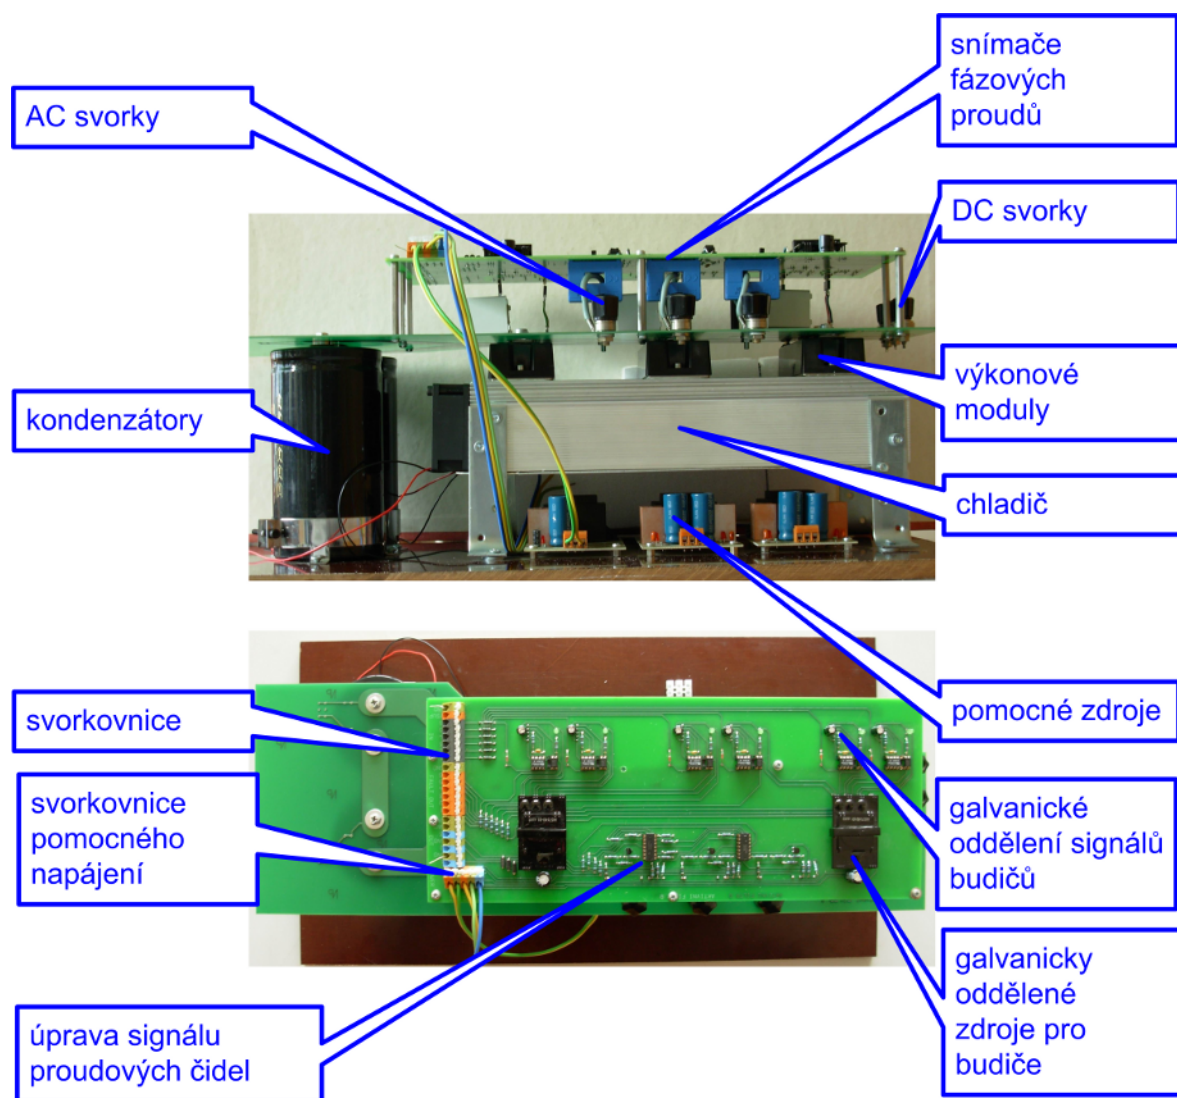 AC svorky
snímače
fázových
proudů
DC svorky
kondenzátory
výkonové
moduly
chladič
svorkovnice
pomocné zdroje
svorkovnice
pomocného
napájení
galvanické
oddělení signálů
budičů
úprava signálu
proudových čidel
galvanicky
oddělené
zdroje pro
budiče